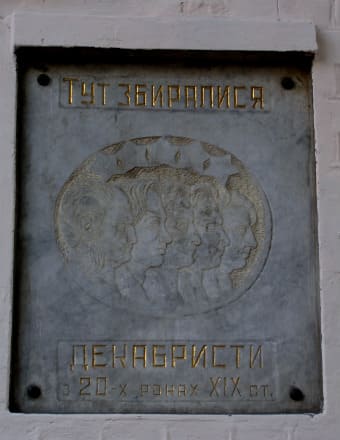 Тут збиралися
декабристи
з 20-х роках XIX ст.